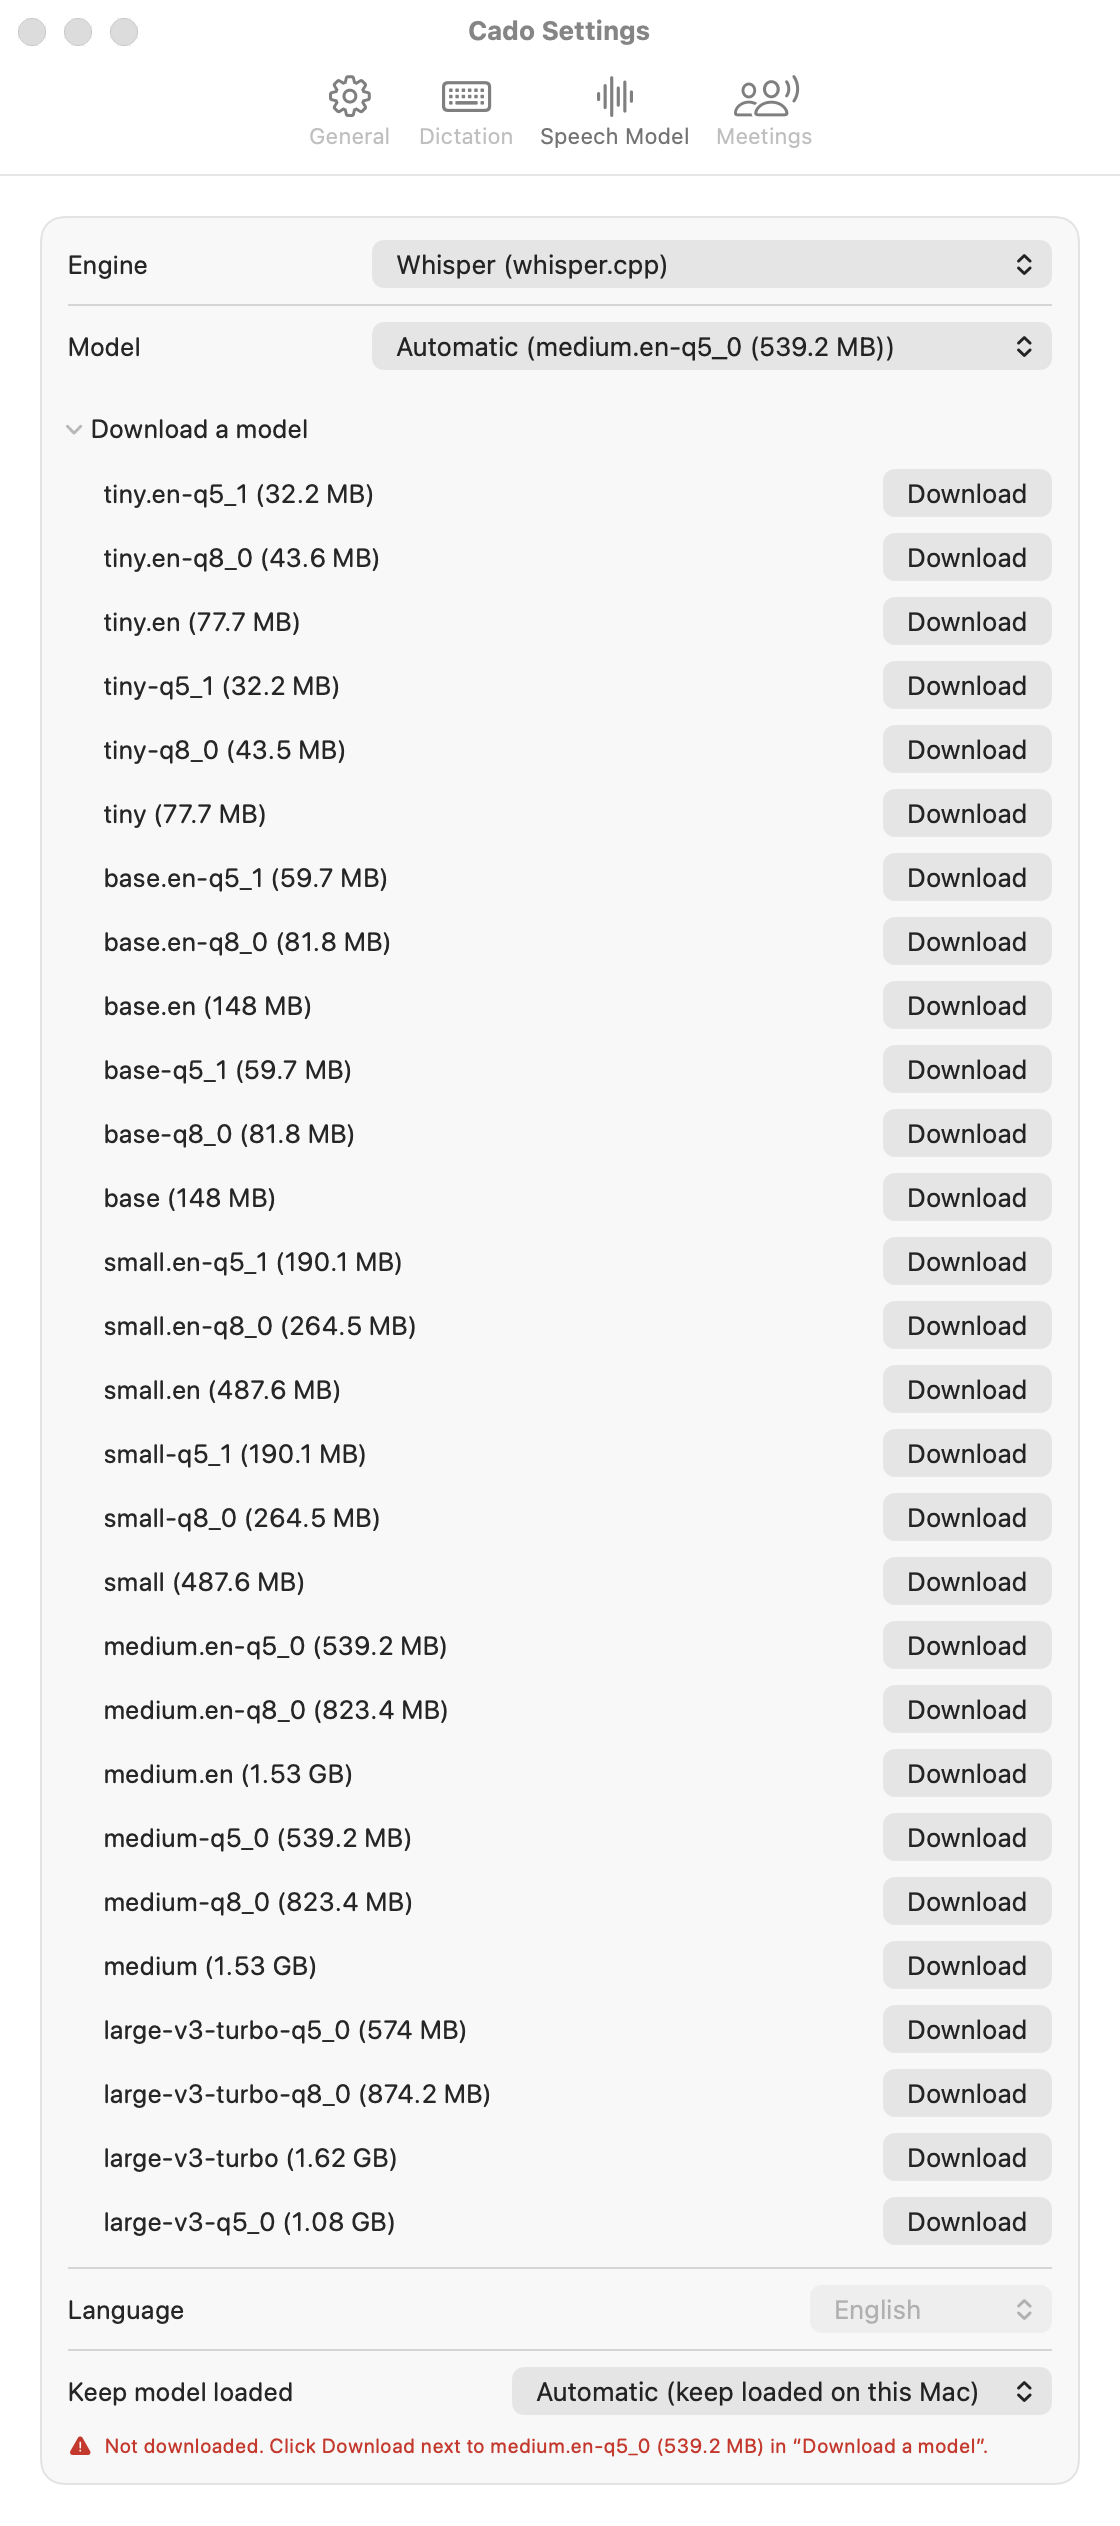 Cado Settings
General
Dictation
Speech Model
Meetings
Engine
Whisper (whisper.cpp)
Model
Automatic (medium.en-q5_0 (539.2 MB))
Download a model
tiny.en-q5_1 (32.2 MB) Download
tiny.en-q8_0 (43.6 MB) Download
tiny.en (77.7 MB) Download
tiny-q5_1 (32.2 MB) Download
tiny-q8_0 (43.5 MB) Download
tiny (77.7 MB) Download
base.en-q5_1 (59.7 MB) Download
base.en-q8_0 (81.8 MB) Download
base.en (148 MB) Download
base-q5_1 (59.7 MB) Download
base-q8_0 (81.8 MB) Download
base (148 MB) Download
small.en-q5_1 (190.1 MB) Download
small.en-q8_0 (264.5 MB) Download
small.en (487.6 MB) Download
small-q5_1 (190.1 MB) Download
small-q8_0 (264.5 MB) Download
small (487.6 MB) Download
medium.en-q5_0 (539.2 MB) Download
medium.en-q8_0 (823.4 MB) Download
medium.en (1.53 GB) Download
medium-q5_0 (539.2 MB) Download
medium-q8_0 (823.4 MB) Download
medium (1.53 GB) Download
large-v3-turbo-q5_0 (574 MB) Download
large-v3-turbo-q8_0 (874.2 MB) Download
large-v3-turbo (1.62 GB) Download
large-v3-q5_0 (1.08 GB) Download
Language
English
Keep model loaded
Automatic (keep loaded on this Mac)
Not downloaded. Click Download next to medium.en-q5_0 (539.2 MB) in “Download a model”.